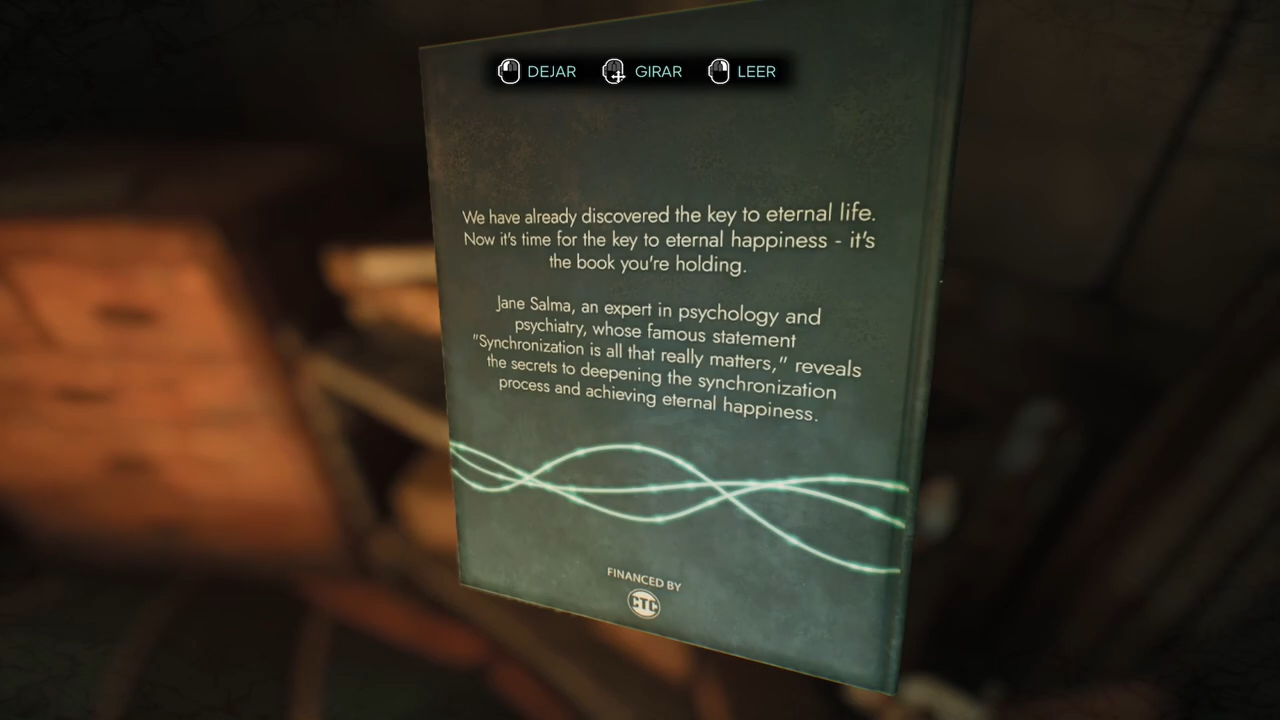 DEJAR GIRAR LEER
We have already discovered the key to eternal life.
Now it's time for the key to eternal happiness - it's
the book you're holding.
Jane Salma, an expert in psychology and
psychiatry, whose famous statement
"Synchronization is all that really matters," reveals
the secrets to deepening the synchronization
process and achieving eternal happiness.
FINANCED BY
CTC